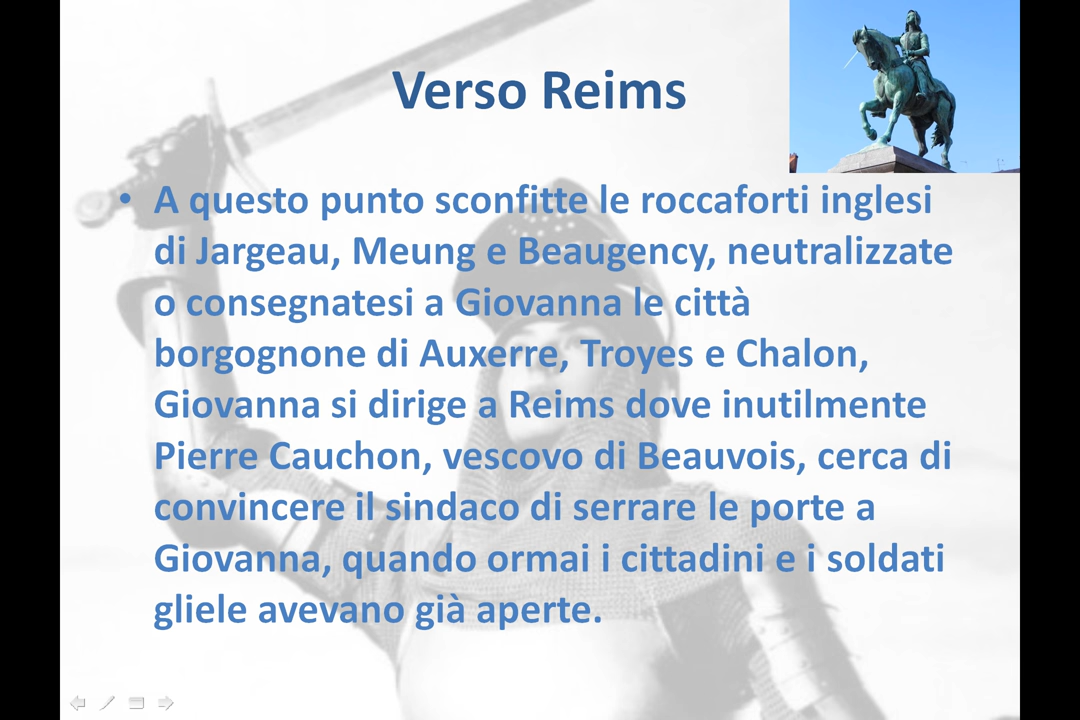 Verso Reims
• A questo punto sconfitte le roccaforti inglesi
di Jargeau, Meung e Beaugency, neutralizzate
o consegnatesi a Giovanna le città
borgognone di Auxerre, Troyes e Chalon,
Giovanna si dirige a Reims dove inutilmente
Pierre Cauchon, vescovo di Beauvois, cerca di
convincere il sindaco di serrare le porte a
Giovanna, quando ormai i cittadini e i soldati
gliele avevano già aperte.